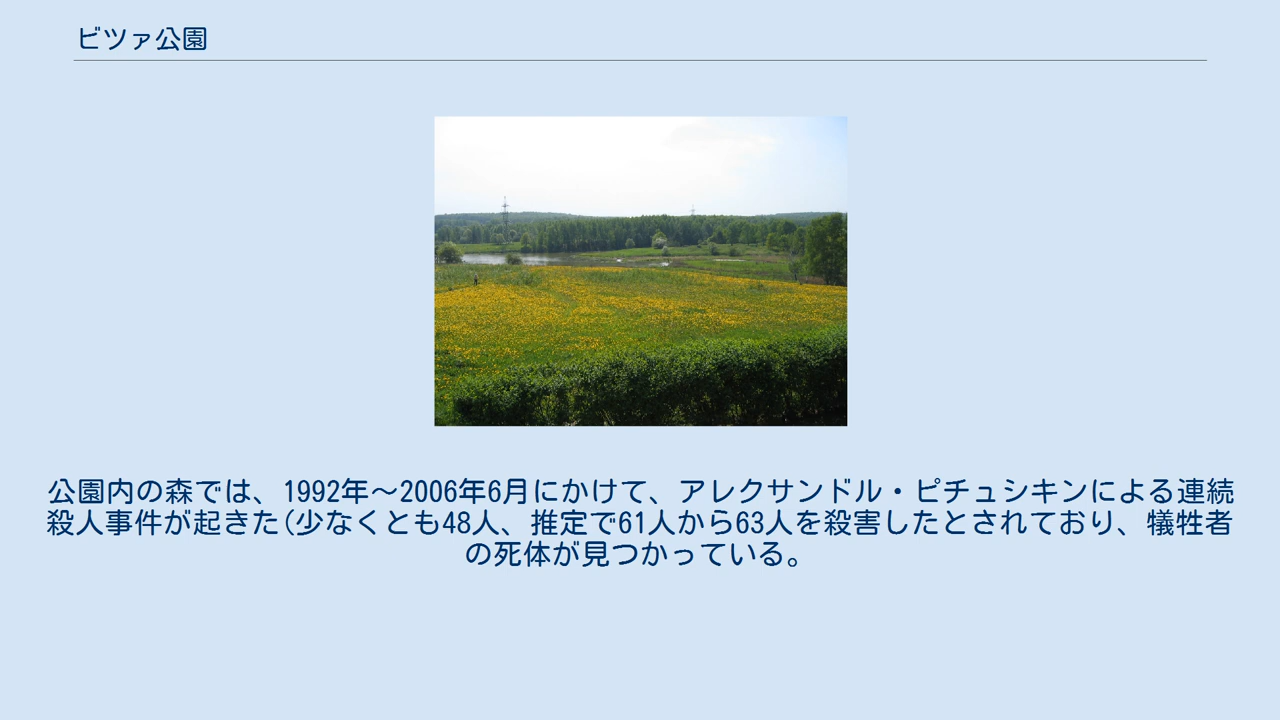 ビツァ公園
公園内の森では、1992年～2006年6月にかけて、アレクサンドル・ピチュシキンによる連続
殺人事件が起きた(少なくとも48人、推定で61人から63人を殺害したとされており、犠牲者
の死体が見つかっている。